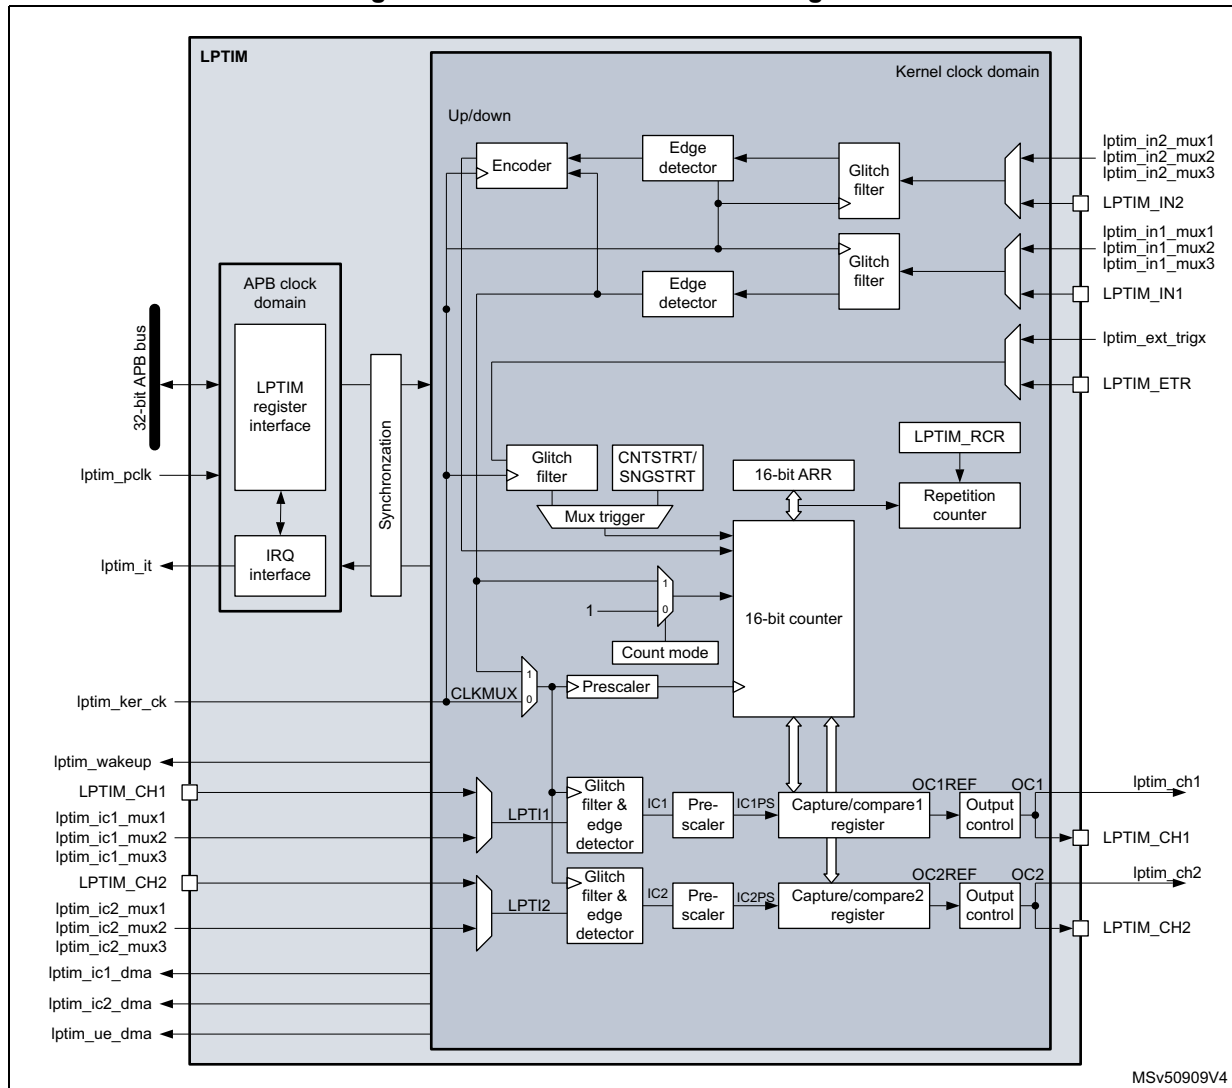 LPTIM
Kernel clock domain
Up/down
Encoder
Edge
detector
Glitch
filter
lptim_in2_mux1
lptim_in2_mux2
lptim_in2_mux3
LPTIM_IN2
Edge
detector
Glitch
filter
lptim_in1_mux1
lptim_in1_mux2
lptim_in1_mux3
LPTIM_IN1
APB clock
domain
32-bit APB bus
LPTIM
register
interface
Synchronzation
lptim_pclk
IRQ
interface
lptim_it
lptim_ext_trigx
LPTIM_ETR
LPTIM_RCR
Glitch
filter
CNTSTRT/
SNGSTRT
16-bit ARR
Repetition
counter
Mux trigger
1
0
1
16-bit counter
Count mode
lptim_ker_ck
CLKMUX
1
0
Prescaler
lptim_wakeup
LPTIM_CH1
lptim_ic1_mux1
lptim_ic1_mux2
lptim_ic1_mux3
LPTI1
Glitch
filter &
edge
detector
IC1
Pre-
scaler
IC1PS
Capture/compare1
register
OC1REF
Output
control
OC1
lptim_ch1
LPTIM_CH1
LPTIM_CH2
lptim_ic2_mux1
lptim_ic2_mux2
lptim_ic2_mux3
LPTI2
Glitch
filter &
edge
detector
IC2
Pre-
scaler
IC2PS
Capture/compare2
register
OC2REF
Output
control
OC2
lptim_ch2
LPTIM_CH2
lptim_ic1_dma
lptim_ic2_dma
lptim_ue_dma
MSv50909V4